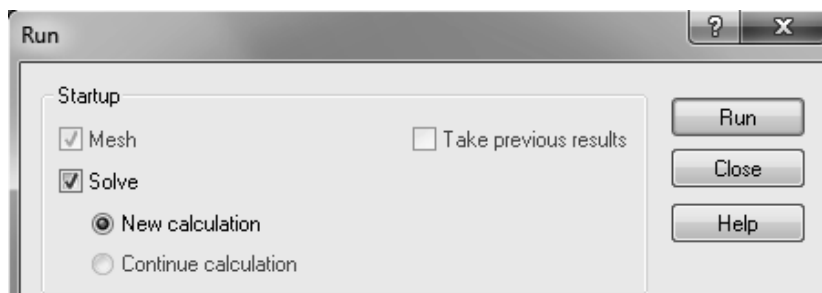 Run
?
x
Startup
Mesh
Take previous results
Solve
New calculation
Continue calculation
Run
Close
Help